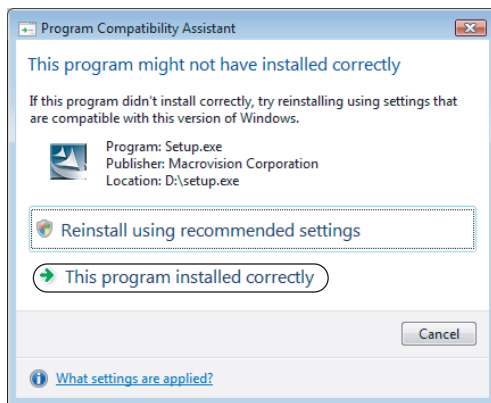 Program Compatibility Assistant
This program might not have installed correctly
If this program didn't install correctly, try reinstalling using settings that
are compatible with this version of Windows.
Program: Setup.exe
Publisher: Macrovision Corporation
Location: D:\setup.exe
Reinstall using recommended settings
This program installed correctly
Cancel
What settings are applied?